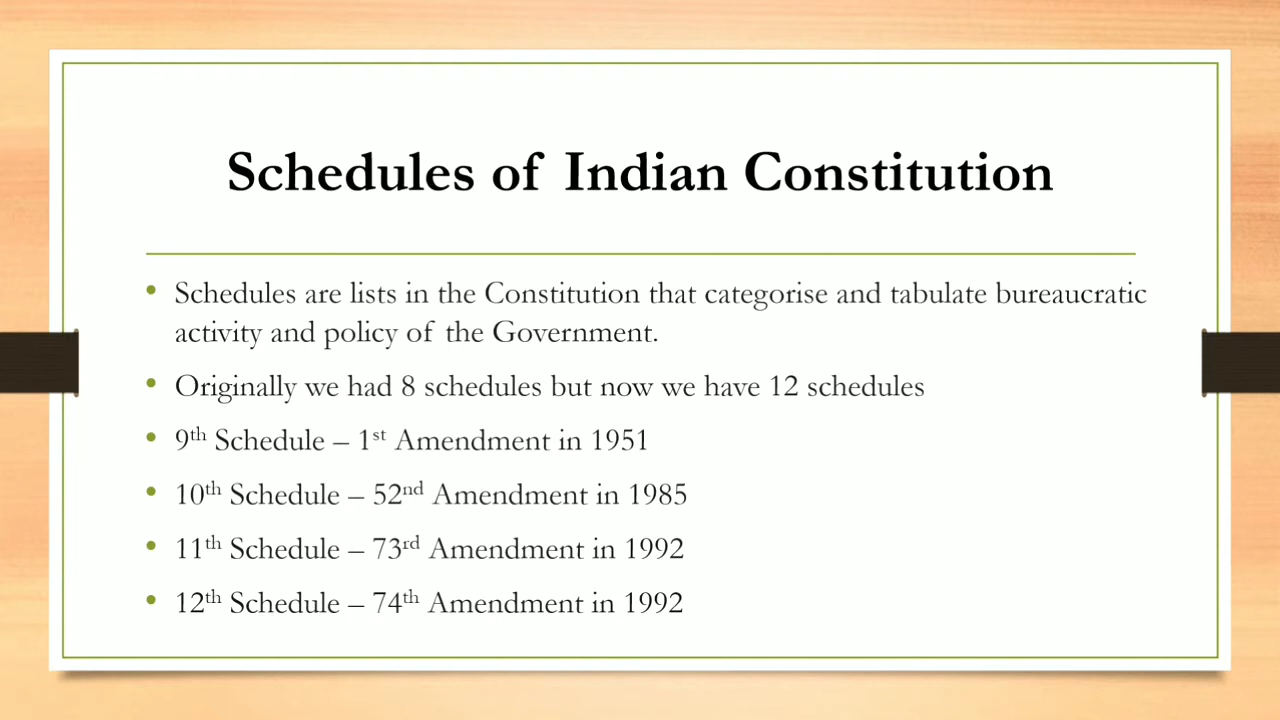 Schedules of Indian Constitution
• Schedules are lists in the Constitution that categorise and tabulate bureaucratic
activity and policy of the Government.
• Originally we had 8 schedules but now we have 12 schedules
• 9th Schedule – 1st Amendment in 1951
• 10th Schedule – 52nd Amendment in 1985
• 11th Schedule – 73rd Amendment in 1992
• 12th Schedule – 74th Amendment in 1992